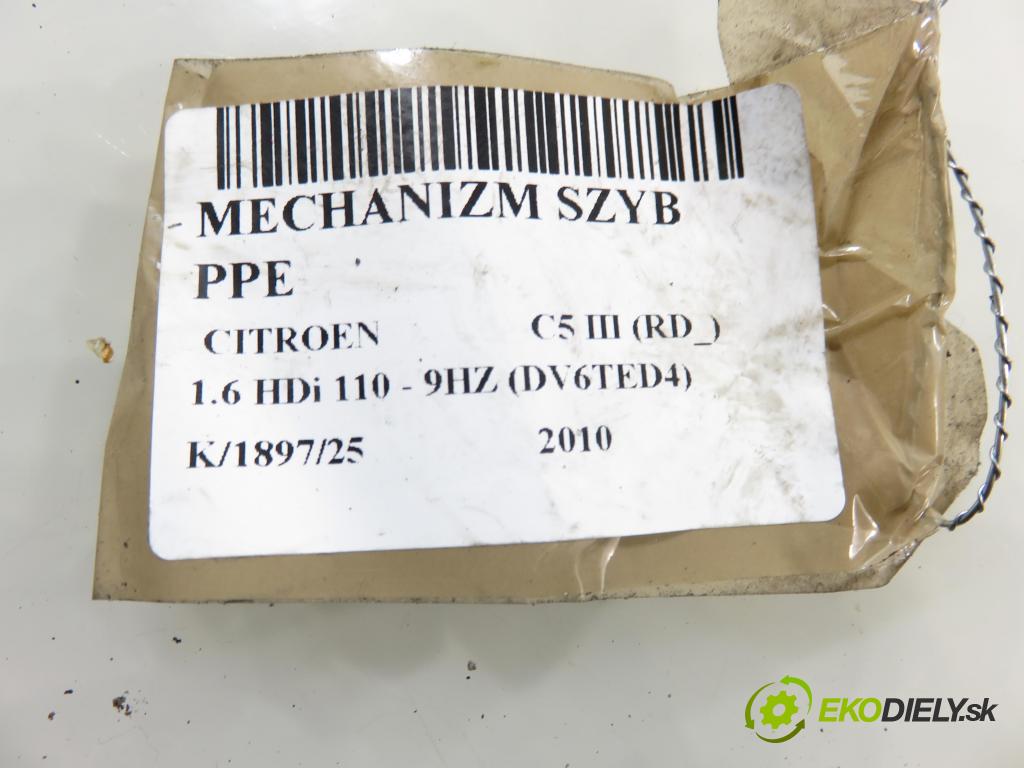 MECHANIZM SZYB
PPE
CITROEN C5 III (RD_)
1.6 HDi 110 - 9HZ (DV6TED4)
K/1897/25 2010
EKODIELY.sk